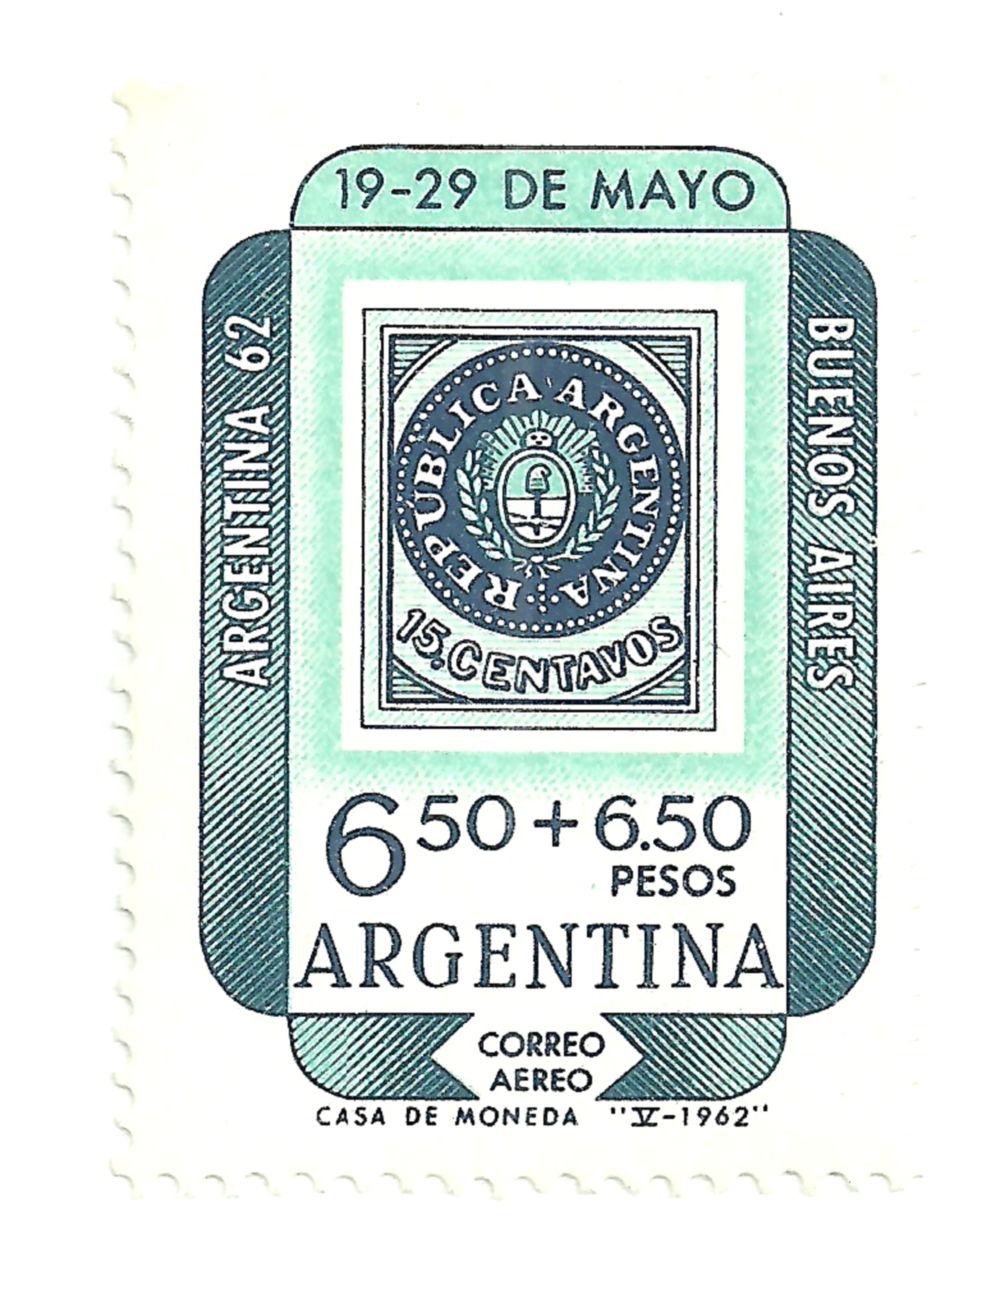 19-29 DE MAYO
ARGENTINA 62
BUENOS AIRES
REPUBLICA ARGENTINA
15.CENTAVOS
6 50 + 6.50
PESOS
ARGENTINA
CORREO
AEREO
CASA DE MONEDA "V-1962"